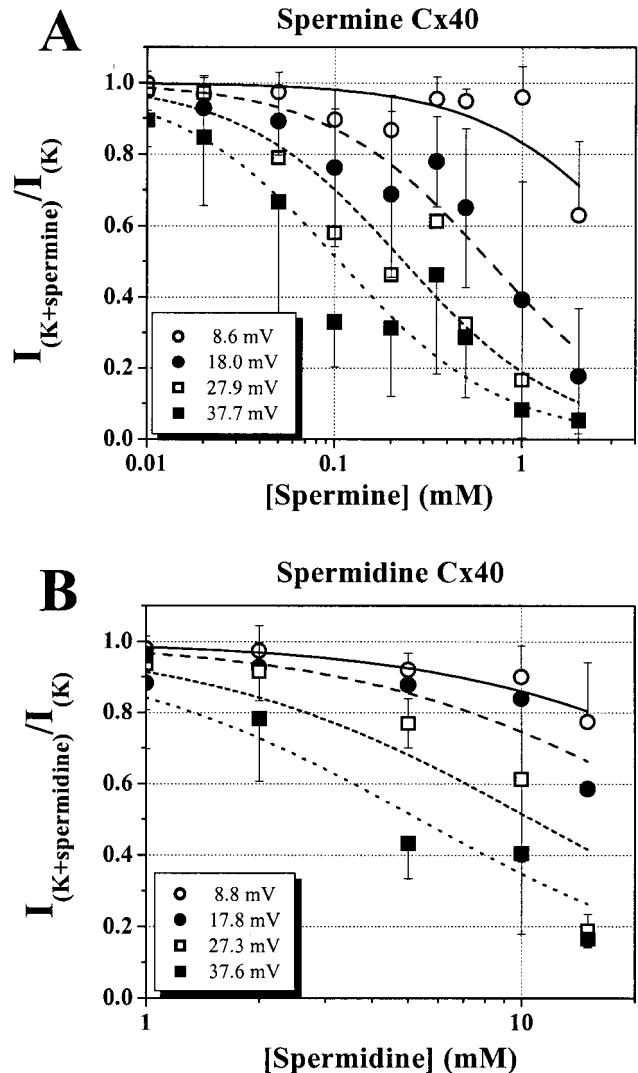 A
Spermine Cx40
I(K+spermine)/I(K)
1.0
0.8
0.6
0.4
0.2
0.0
8.6 mV
18.0 mV
27.9 mV
37.7 mV
0.01
0.1
1
[Spermine] (mM)
B
Spermidine Cx40
I(K+spermidine)/I(K)
1.0
0.8
0.6
0.4
0.2
0.0
8.8 mV
17.8 mV
27.3 mV
37.6 mV
1
10
[Spermidine] (mM)